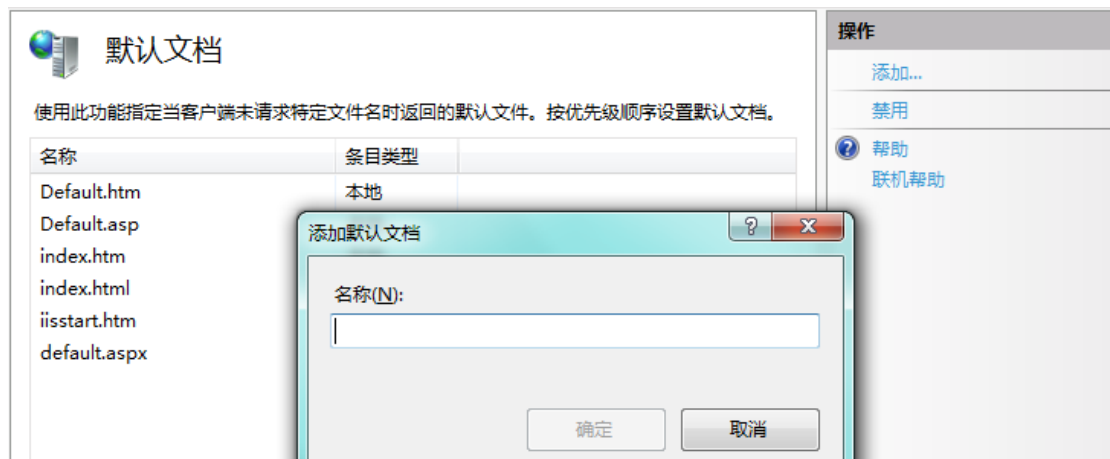 默认文档
使用此功能指定当客户端未请求特定文件名时返回的默认文件。按优先级顺序设置默认文档。
名称 条目类型
Default.htm 本地
Default.asp
index.htm
index.html
iisstart.htm
default.aspx
添加默认文档
名称(N):
确定 取消
操作
添加...
禁用
帮助
联机帮助